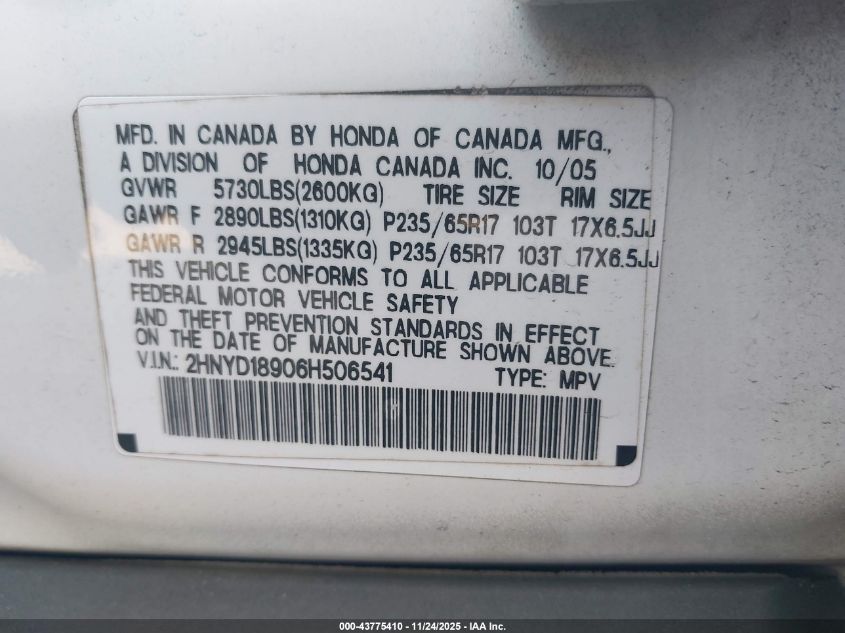 MFD. IN CANADA BY HONDA OF CANADA MFG.,
A DIVISION OF HONDA CANADA INC. 10/05
GVWR 5730LBS(2600KG) TIRE SIZE RIM SIZE
GAWR F 2890LBS(1310KG) P235/65R17 103T 17X6.5JJ
GAWR R 2945LBS(1335KG) P235/65R17 103T 17X6.5JJ
THIS VEHICLE CONFORMS TO ALL APPLICABLE
FEDERAL MOTOR VEHICLE SAFETY
AND THEFT PREVENTION STANDARDS IN EFFECT
ON THE DATE OF MANUFACTURE SHOWN ABOVE.
V.I.N.: 2HNYD18906H506541 TYPE: MPV
000-43775410 - 11/24/2025 - IAA Inc.